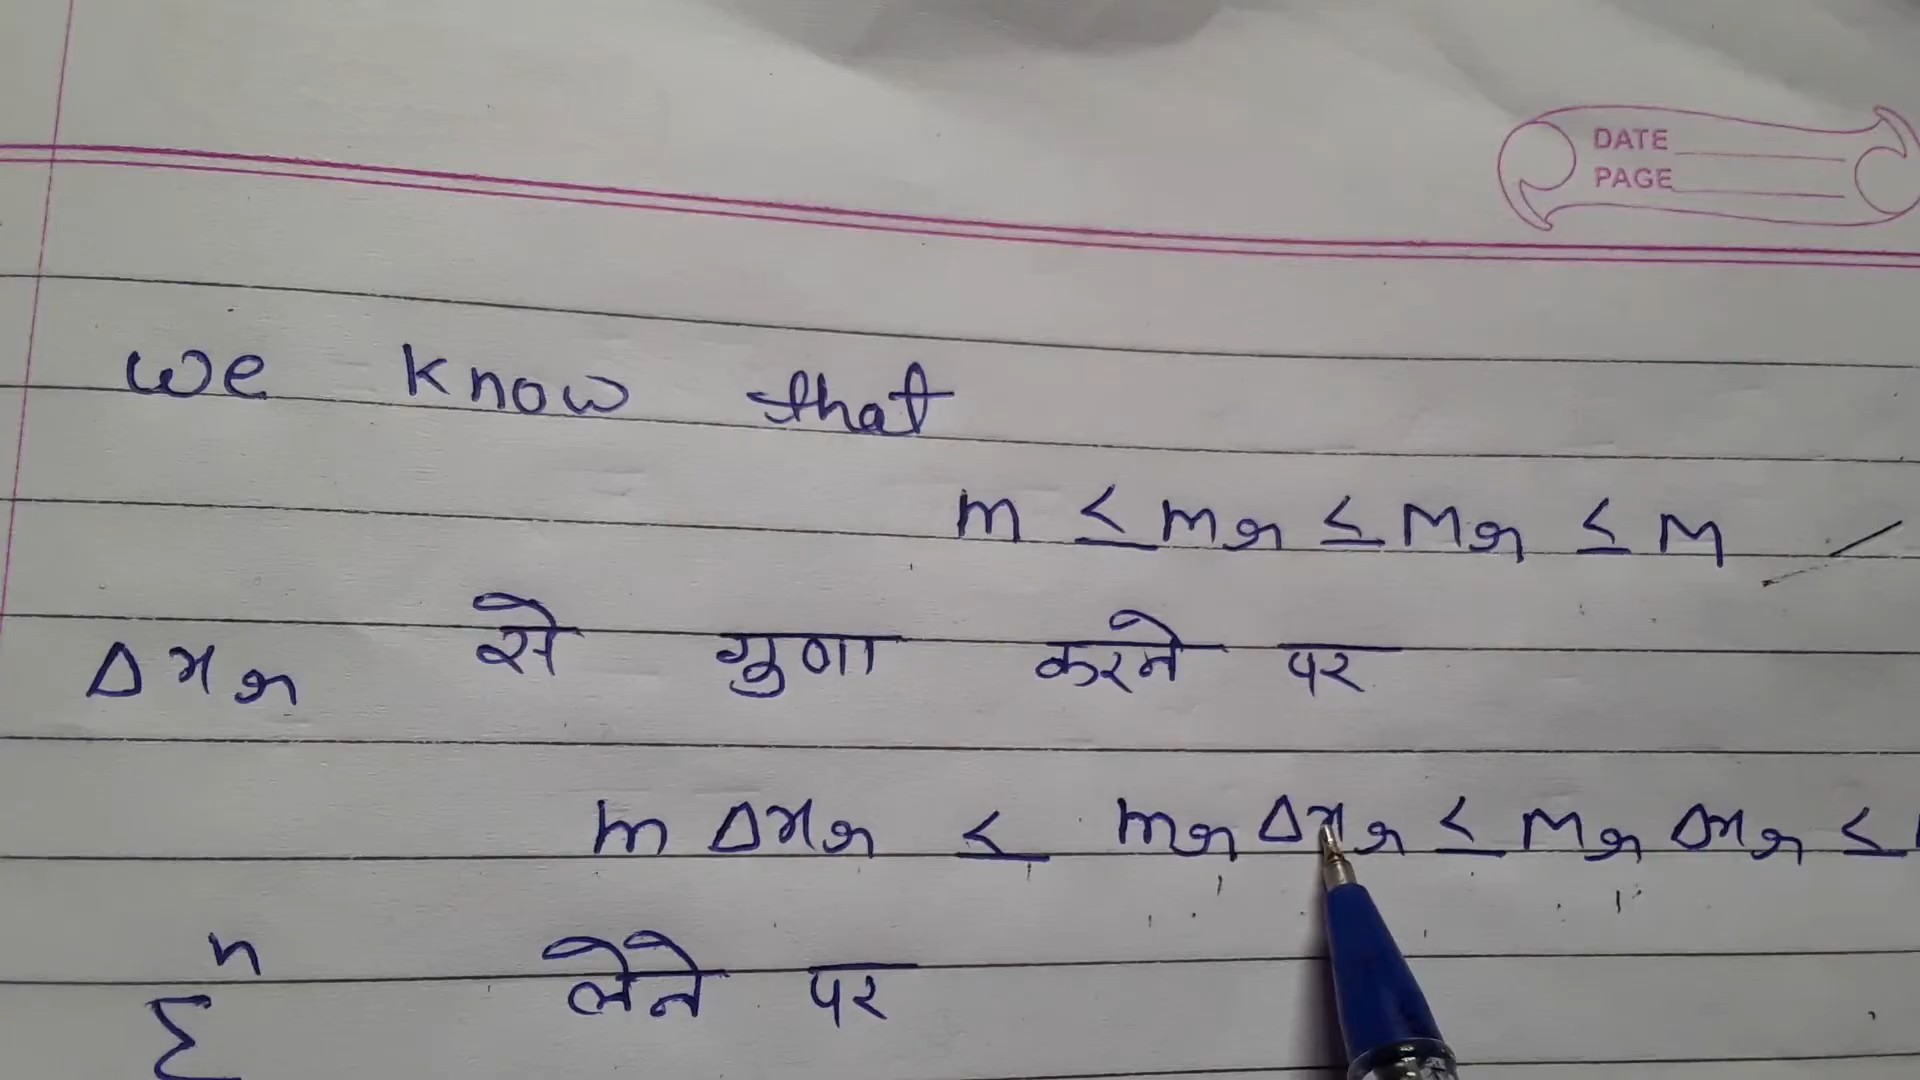 DATE
PAGE
we know that
m ≤ mᵣ ≤ Mᵣ ≤ M
Δxᵣ से गुणा करने पर
m Δxᵣ ≤ mᵣ Δxᵣ ≤ Mᵣ Δxᵣ ≤
n
Σ लेने पर